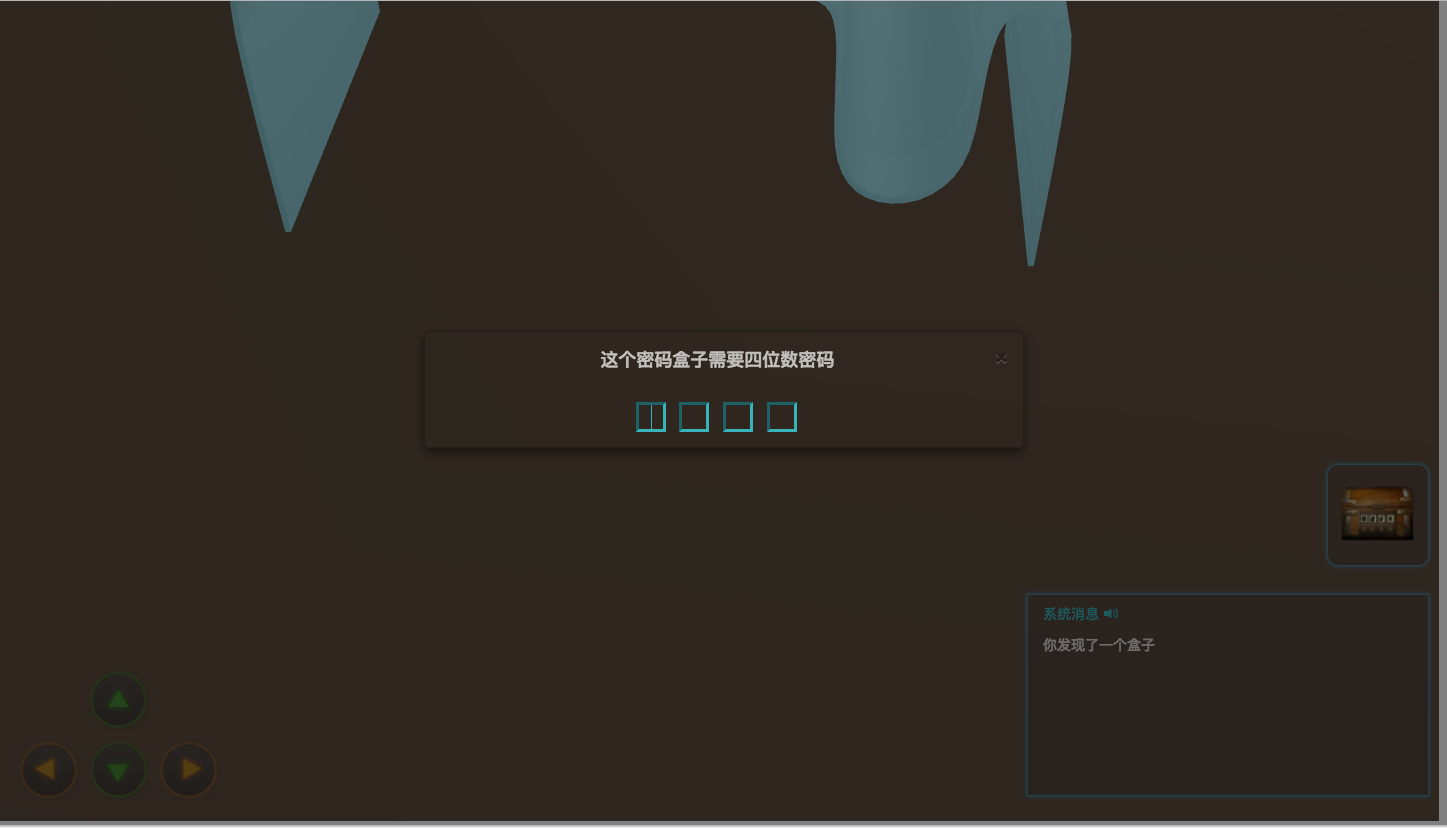 这个密码盒子需要四位数密码
系统消息
你发现了一个盒子